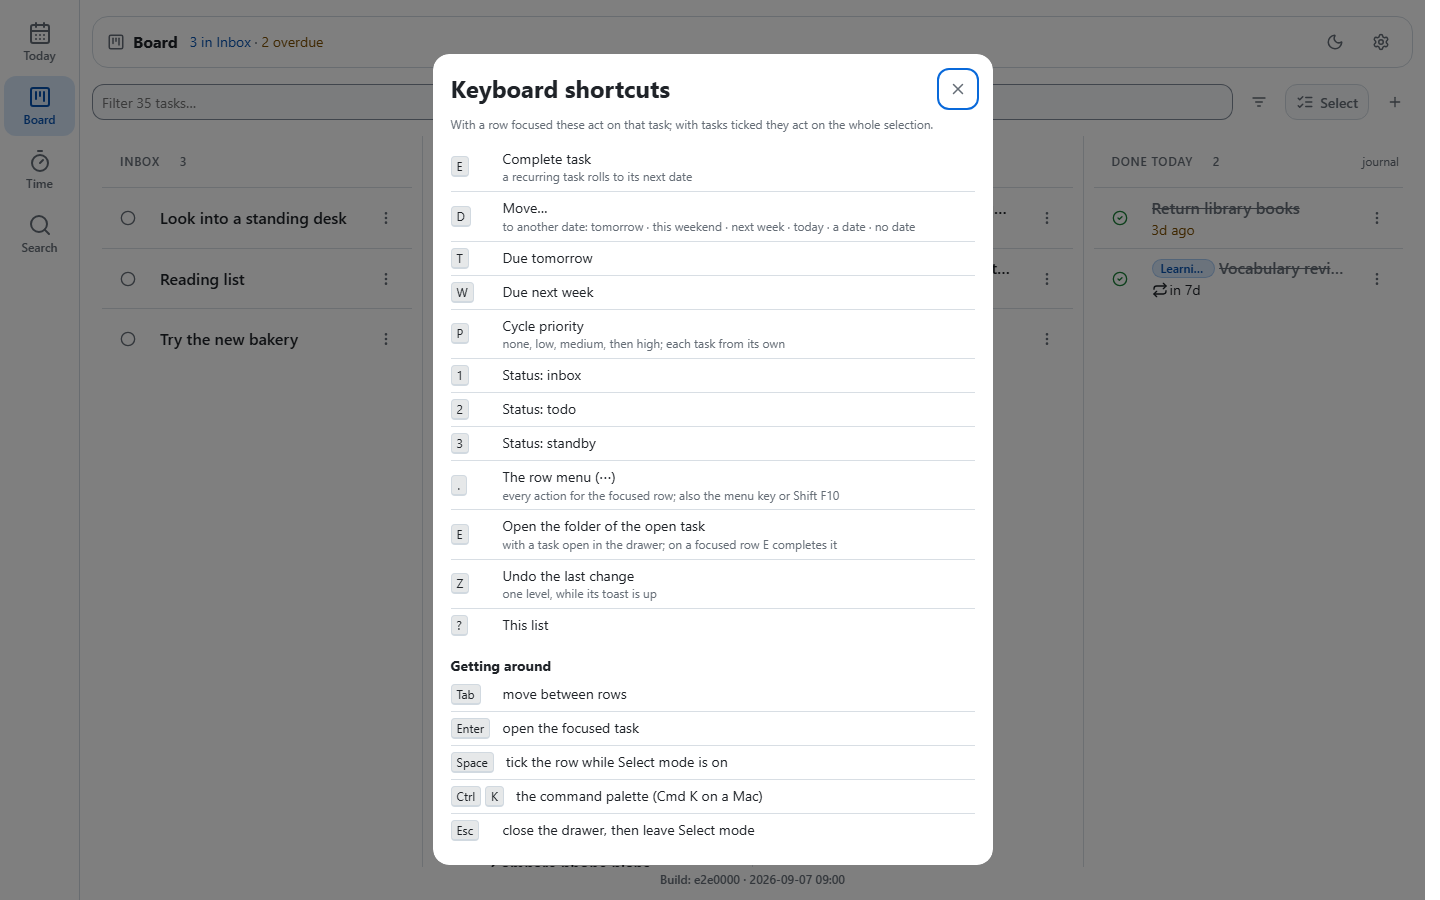 Today
Board
Time
Search
Board 3 in Inbox · 2 overdue
Filter 35 tasks...
Select
INBOX 3
Look into a standing desk
Reading list
Try the new bakery
DONE TODAY 2
journal
Return library books
3d ago
Learni... Vocabulary revi...
in 7d
Keyboard shortcuts
With a row focused these act on that task; with tasks ticked they act on the whole selection.
E Complete task
a recurring task rolls to its next date
D Move...
to another date: tomorrow · this weekend · next week · today · a date · no date
T Due tomorrow
W Due next week
P Cycle priority
none, low, medium, then high; each task from its own
1 Status: inbox
2 Status: todo
3 Status: standby
. The row menu (···)
every action for the focused row; also the menu key or Shift F10
E Open the folder of the open task
with a task open in the drawer; on a focused row E completes it
Z Undo the last change
one level, while its toast is up
? This list
Getting around
Tab move between rows
Enter open the focused task
Space tick the row while Select mode is on
Ctrl K the command palette (Cmd K on a Mac)
Esc close the drawer, then leave Select mode
Build: e2e0000 · 2026-09-07 09:00